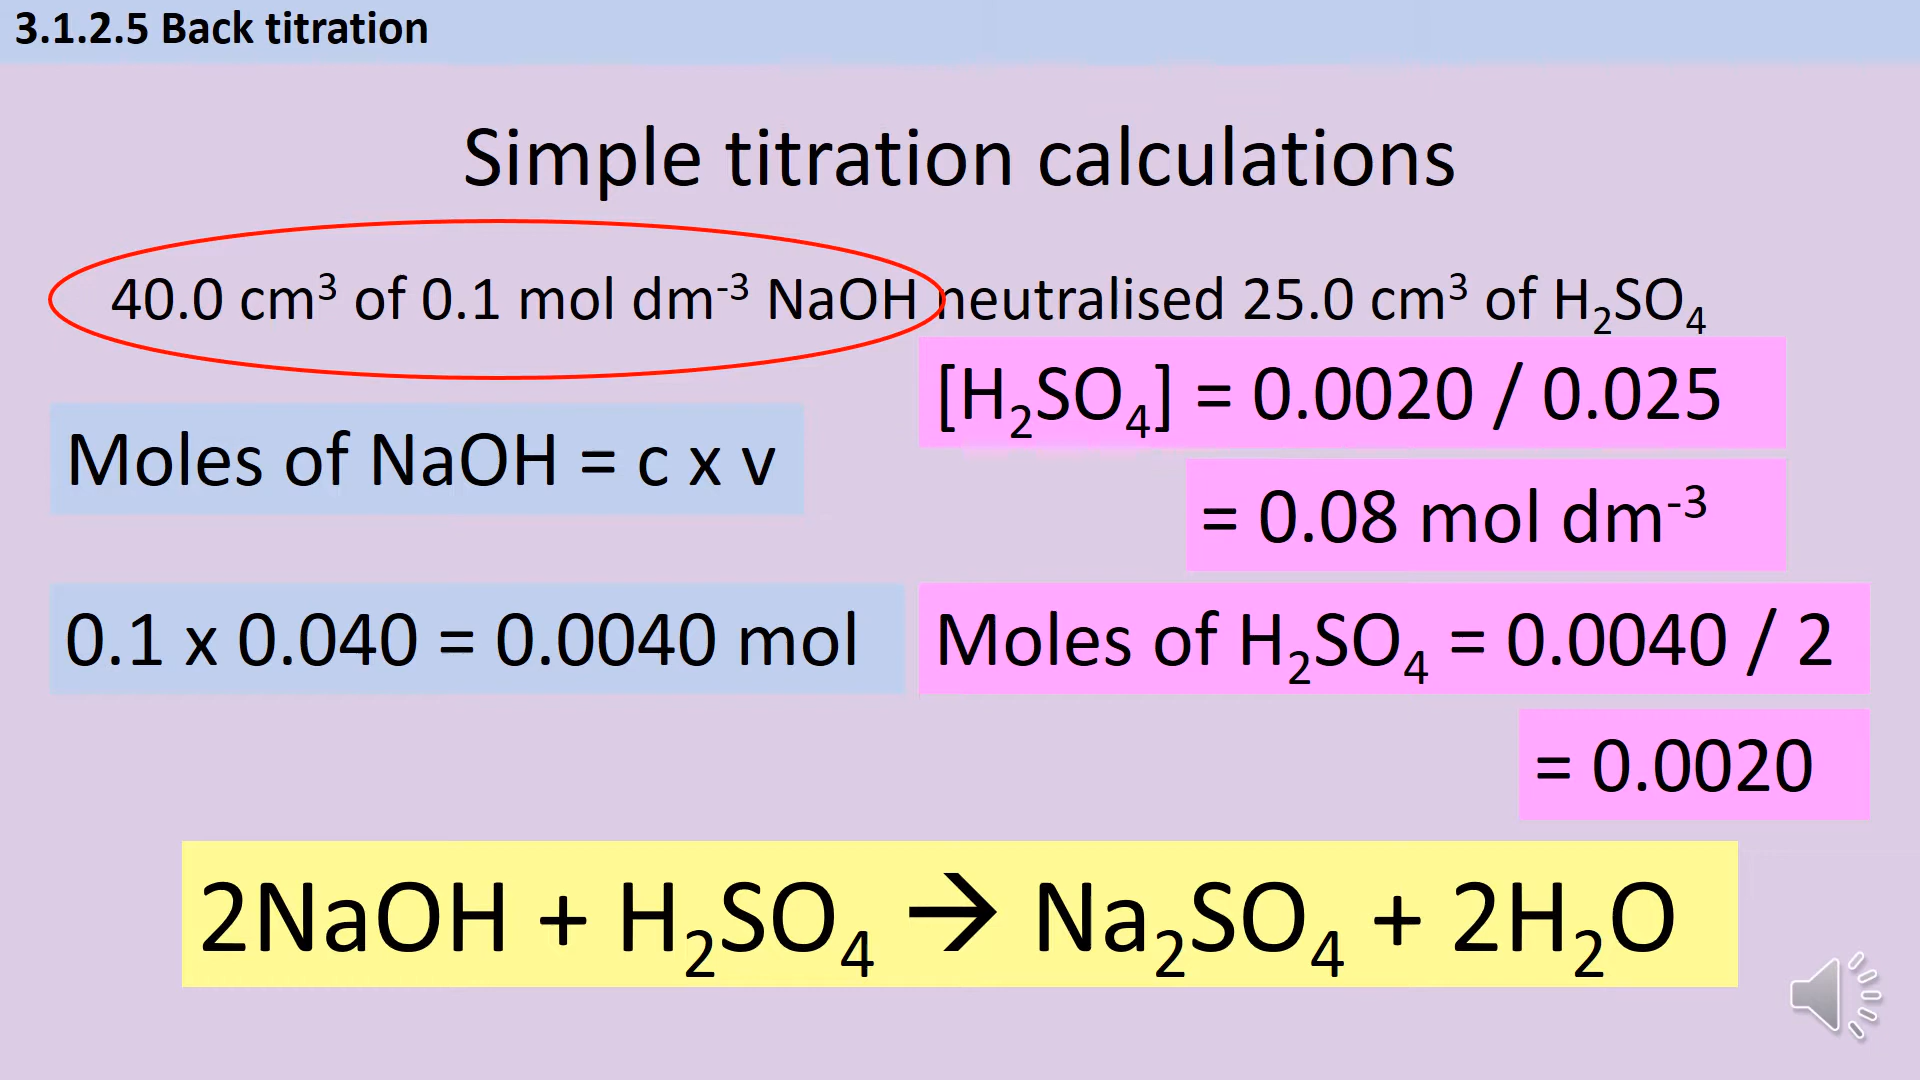 3.1.2.5 Back titration
Simple titration calculations
40.0 cm³ of 0.1 mol dm⁻³ NaOH neutralised 25.0 cm³ of H₂SO₄
[H₂SO₄] = 0.0020 / 0.025
Moles of NaOH = c x v
= 0.08 mol dm⁻³
0.1 x 0.040 = 0.0040 mol
Moles of H₂SO₄ = 0.0040 / 2
= 0.0020
2NaOH + H₂SO₄ → Na₂SO₄ + 2H₂O